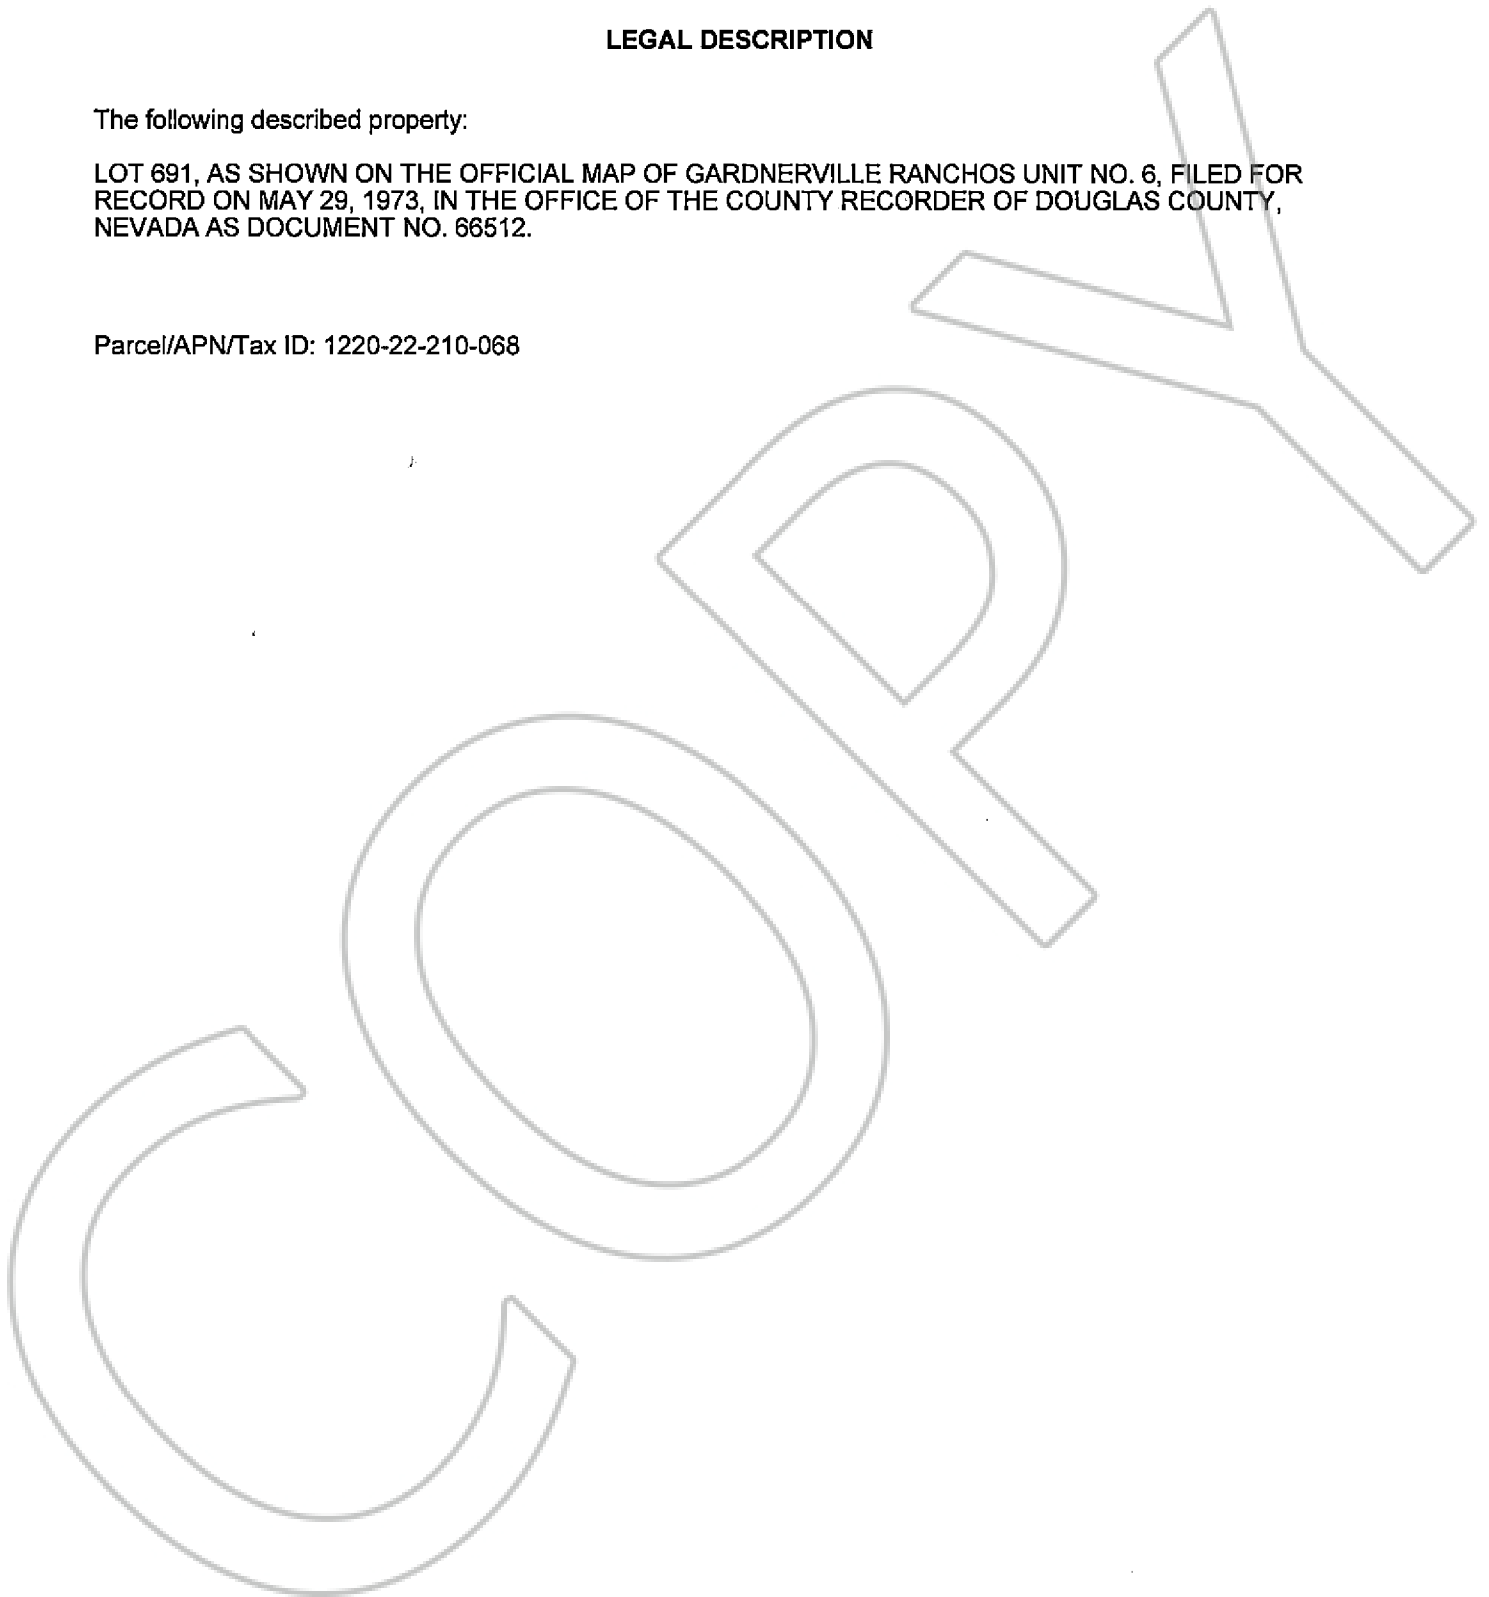 LEGAL DESCRIPTION
The following described property:
LOT 691, AS SHOWN ON THE OFFICIAL MAP OF GARDNERVILLE RANCHOS UNIT NO. 6, FILED FOR
RECORD ON MAY 29, 1973, IN THE OFFICE OF THE COUNTY RECORDER OF DOUGLAS COUNTY,
NEVADA AS DOCUMENT NO. 66512.
Parcel/APN/Tax ID: 1220-22-210-068
COPY